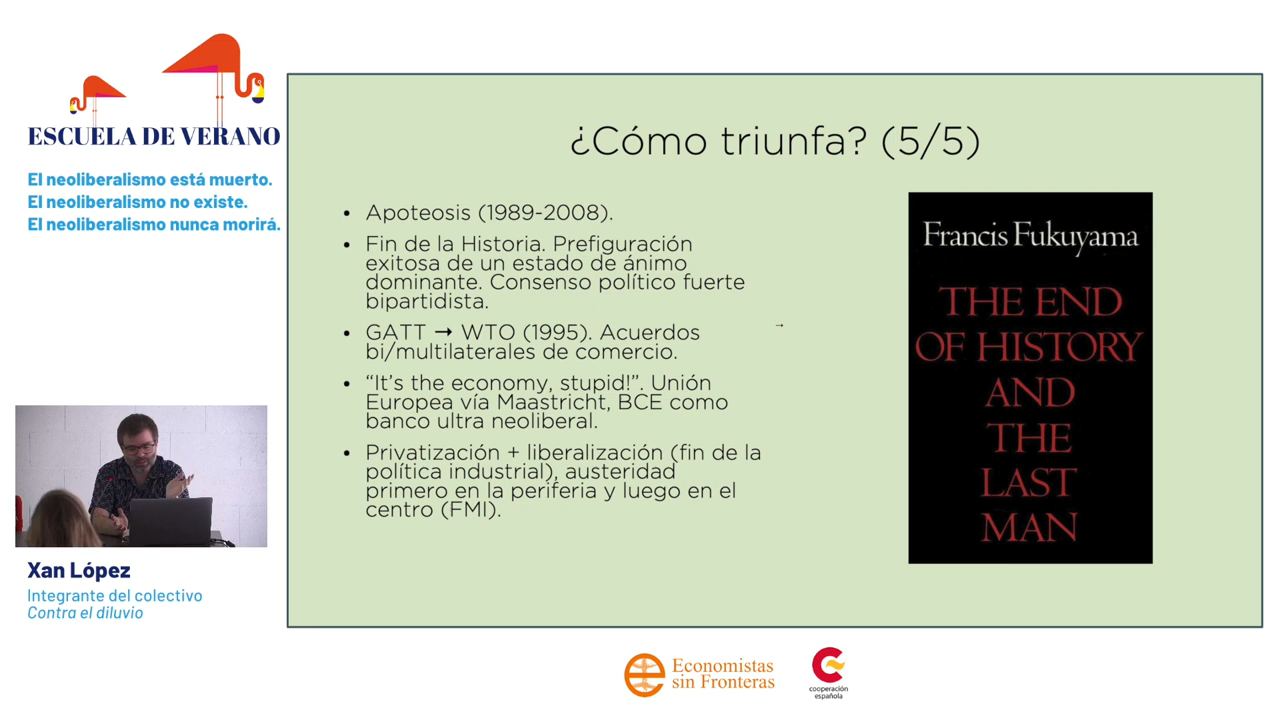 ESCUELA DE VERANO
El neoliberalismo está muerto.
El neoliberalismo no existe.
El neoliberalismo nunca morirá.
¿Cómo triunfa? (5/5)
• Apoteosis (1989-2008).
• Fin de la Historia. Prefiguración
exitosa de un estado de ánimo
dominante. Consenso político fuerte
bipartidista.
• GATT → WTO (1995). Acuerdos
bi/multilaterales de comercio.
• “It’s the economy, stupid!”. Unión
Europea vía Maastricht, BCE como
banco ultra neoliberal.
• Privatización + liberalización (fin de la
política industrial), austeridad
primero en la periferia y luego en el
centro (FMI).
→
Francis Fukuyama
THE END
OF HISTORY
AND
THE
LAST
MAN
Xan López
Integrante del colectivo
Contra el diluvio
Economistas
sin Fronteras
cooperación
española